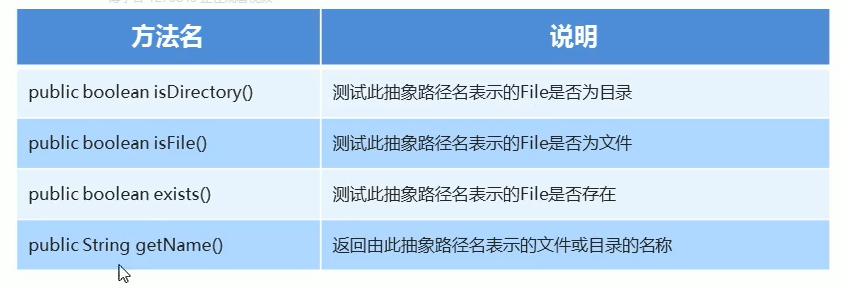 方法名
说明
public boolean isDirectory()
测试此抽象路径名表示的File是否为目录
public boolean isFile()
测试此抽象路径名表示的File是否为文件
public boolean exists()
测试此抽象路径名表示的File是否存在
public String getName()
返回由此抽象路径名表示的文件或目录的名称